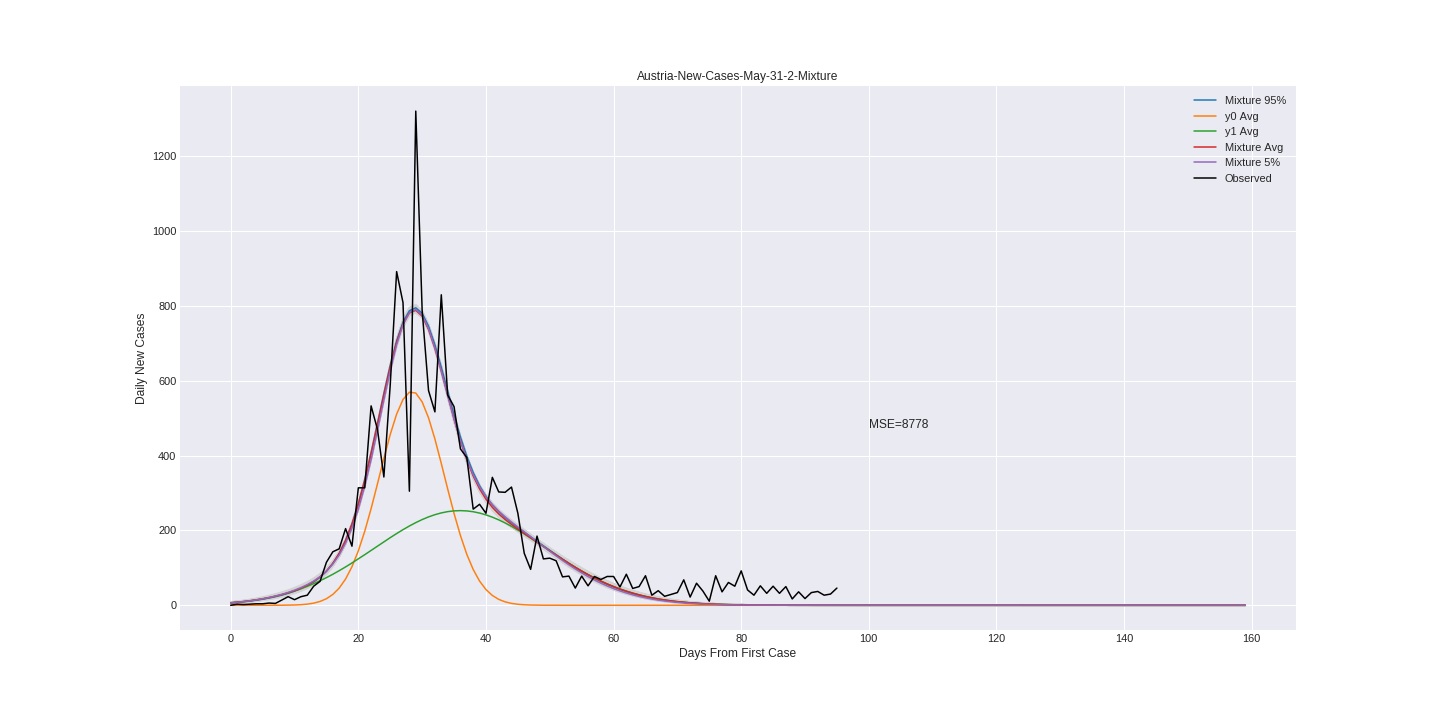 Austria-New-Cases-May-31-2-Mixture
Mixture 95%
y0 Avg
y1 Avg
Mixture Avg
Mixture 5%
Observed
1200
1000
800
600
400
200
0
Daily New Cases
MSE=8778
0 20 40 60 80 100 120 140 160
Days From First Case